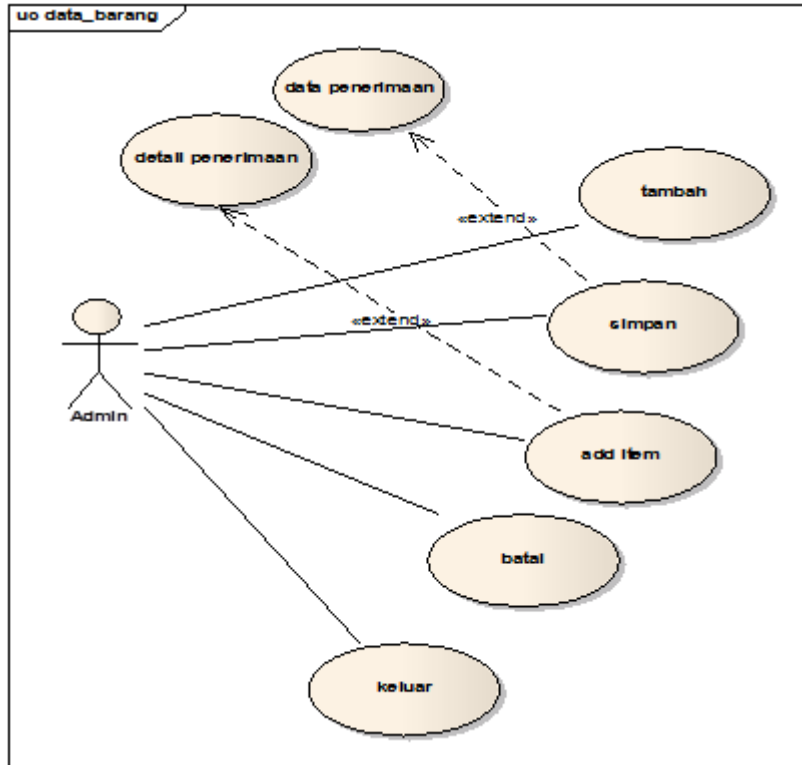 uc data_barang
data penerimaan
detail penerimaan
tambah
«extend»
simpan
«extend»
Admin
add item
batal
keluar